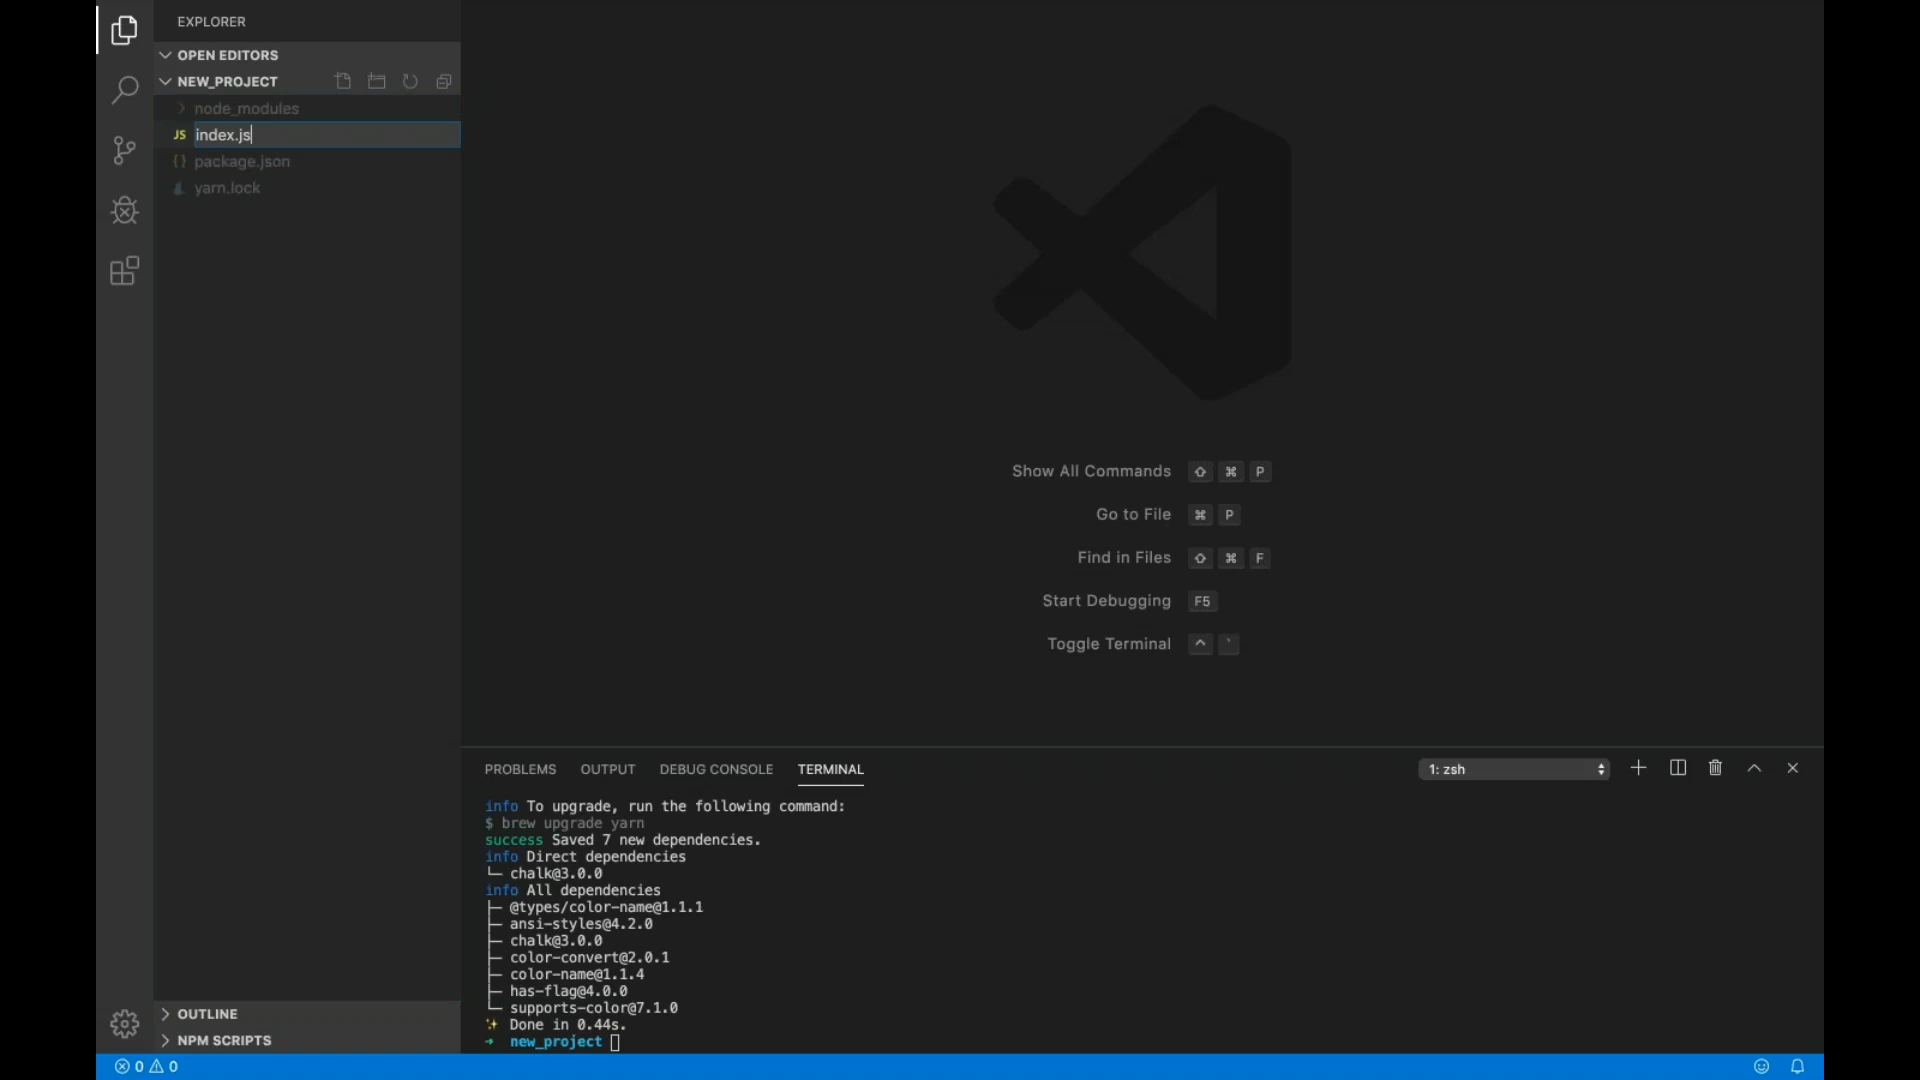 EXPLORER
OPEN EDITORS
NEW_PROJECT
node_modules
JS index.js
{} package.json
yarn.lock
OUTLINE
NPM SCRIPTS
Show All Commands ⇧ ⌘ P
Go to File ⌘ P
Find in Files ⇧ ⌘ F
Start Debugging F5
Toggle Terminal ^ `
PROBLEMS OUTPUT DEBUG CONSOLE TERMINAL 1: zsh
info To upgrade, run the following command:
$ brew upgrade yarn
success Saved 7 new dependencies.
info Direct dependencies
└─ chalk@3.0.0
info All dependencies
├─ @types/color-name@1.1.1
├─ ansi-styles@4.2.0
├─ chalk@3.0.0
├─ color-convert@2.0.1
├─ color-name@1.1.4
├─ has-flag@4.0.0
└─ supports-color@7.1.0
✨ Done in 0.44s.
➜ new_project
0 0